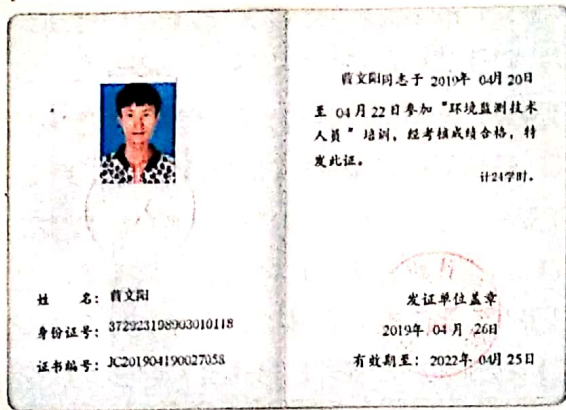 姓 名：曹文阳
身份证号：372923198903010118
证书编号：JC201904190027058
曹文阳同志于 2019年 04月 20日
至 04月 22日参加“环境监测技术
人员”培训，经考核成绩合格，特
发此证。
计24学时。
发证单位盖章
2019年 04月 26日
有效期至：2022年 04月 25日